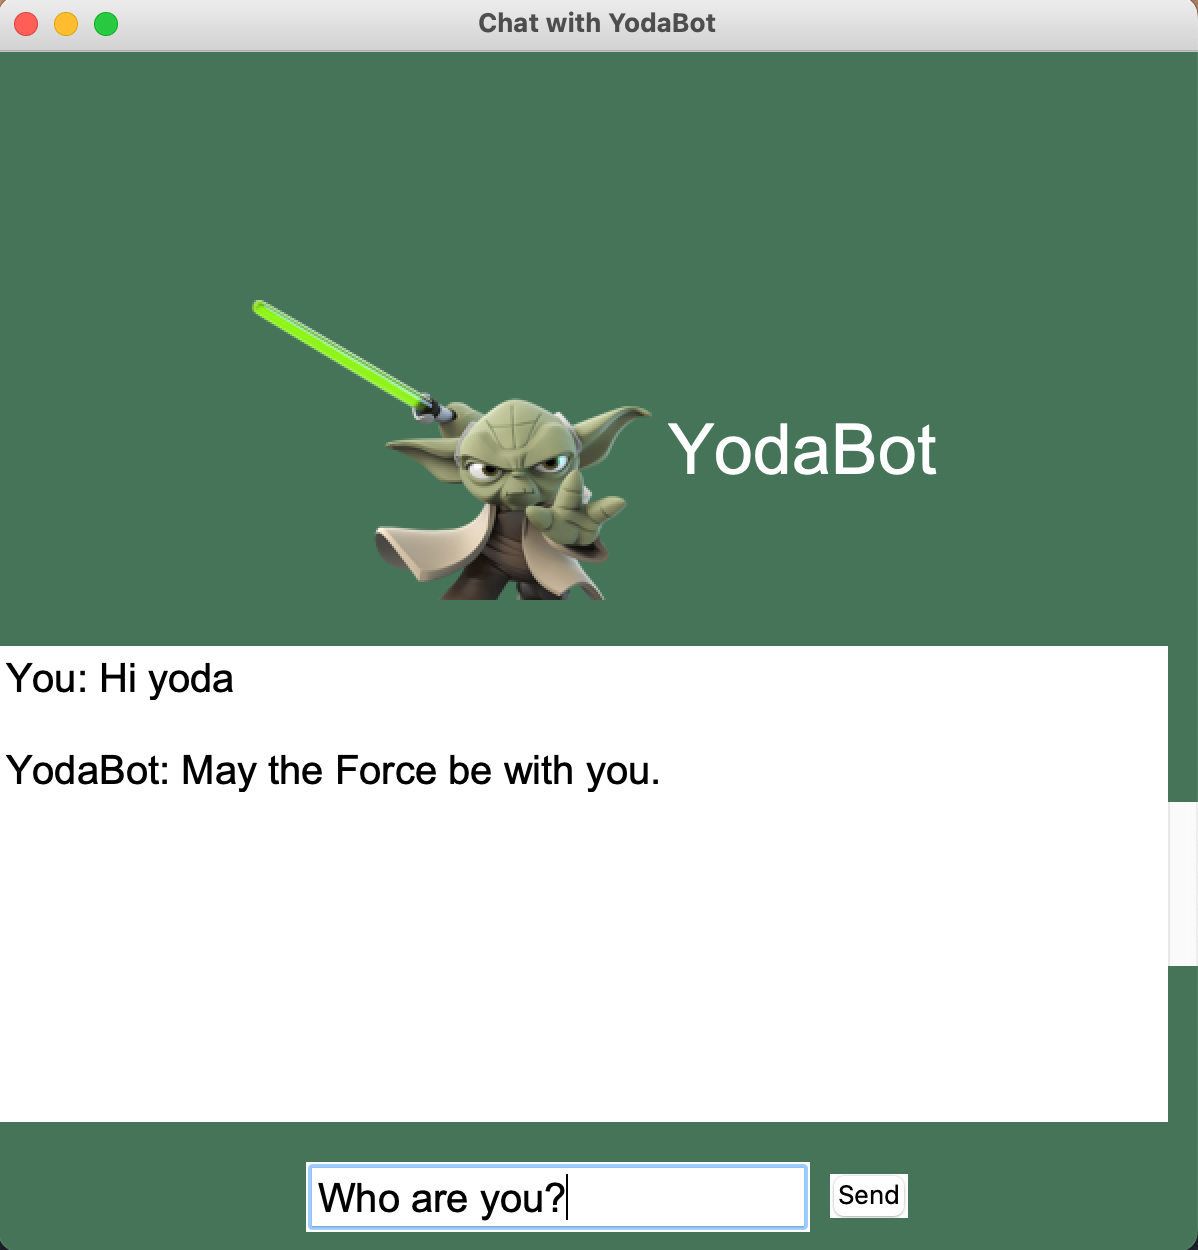 Chat with YodaBot
YodaBot
You: Hi yoda
YodaBot: May the Force be with you.
Who are you?
Send